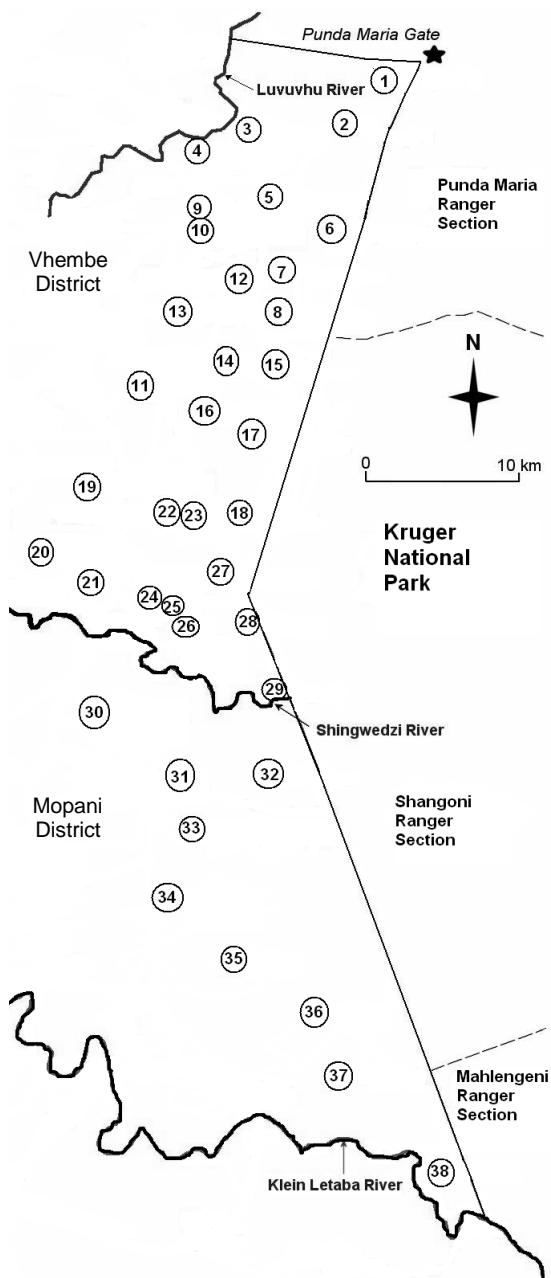 Punda Maria Gate
1
Luvuvhu River
2
3
4
Punda Maria
Ranger
Section
5
9
10
6
Vhembe
District
7
12
13
8
N
14
15
11
16
17
0
10 km
19
22
23
18
Kruger
National
Park
20
27
21
24
25
26
28
29
30
Shingwedzi River
31
32
Mopani
District
Shangoni
Ranger
Section
33
34
35
36
37
Mahlengeni
Ranger
Section
38
Klein Letaba River